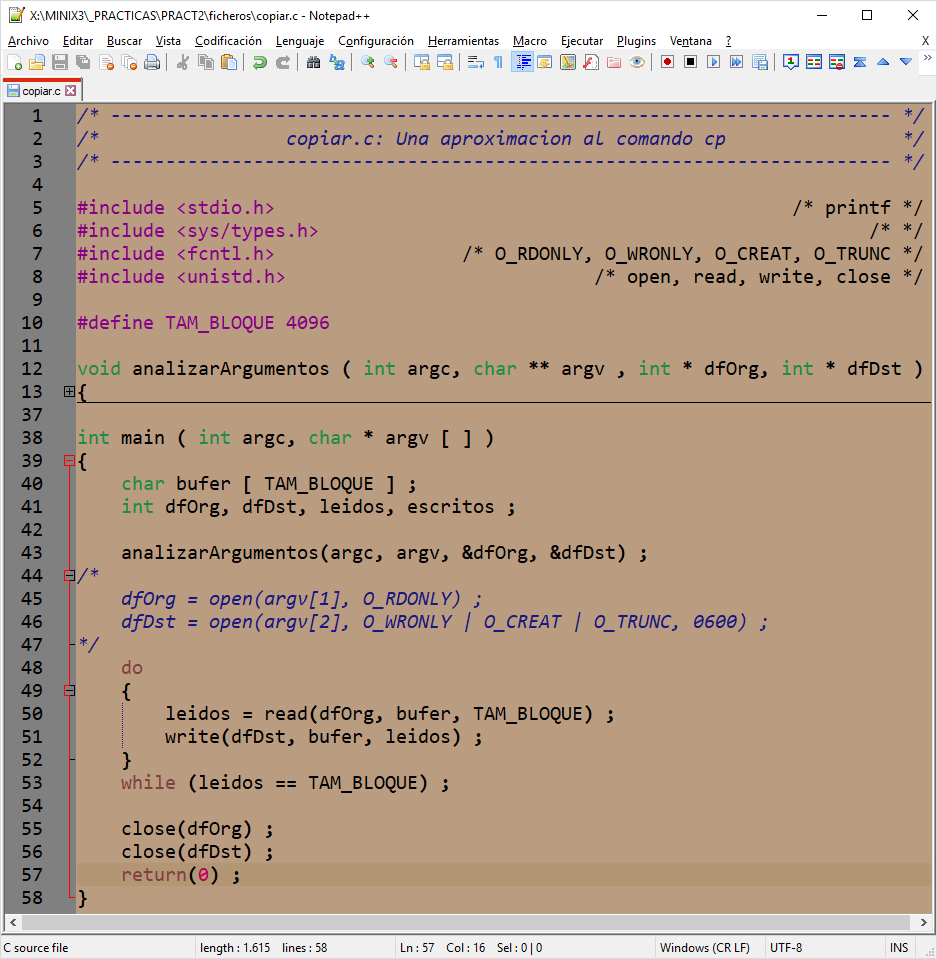 X:\MINIX3\_PRACTICAS\PRACT2\ficheros\copiar.c - Notepad++
Archivo Editar Buscar Vista Codificación Lenguaje Configuración Herramientas Macro Ejecutar Plugins Ventana ? X
copiar.c
1 /* ----------------------------------------------------------------------- */
2 /* copiar.c: Una aproximacion al comando cp */
3 /* ----------------------------------------------------------------------- */
4
5 #include <stdio.h> /* printf */
6 #include <sys/types.h> /* */
7 #include <fcntl.h> /* O_RDONLY, O_WRONLY, O_CREAT, O_TRUNC */
8 #include <unistd.h> /* open, read, write, close */
9
10 #define TAM_BLOQUE 4096
11
12 void analizarArgumentos ( int argc, char ** argv , int * dfOrg, int * dfDst )
13 {
37
38 int main ( int argc, char * argv [ ] )
39 {
40 char bufer [ TAM_BLOQUE ] ;
41 int dfOrg, dfDst, leidos, escritos ;
42
43 analizarArgumentos(argc, argv, &dfOrg, &dfDst) ;
44 /*
45 dfOrg = open(argv[1], O_RDONLY) ;
46 dfDst = open(argv[2], O_WRONLY | O_CREAT | O_TRUNC, 0600) ;
47 */
48 do
49 {
50 leidos = read(dfOrg, bufer, TAM_BLOQUE) ;
51 write(dfDst, bufer, leidos) ;
52 }
53 while (leidos == TAM_BLOQUE) ;
54
55 close(dfOrg) ;
56 close(dfDst) ;
57 return(0) ;
58 }
C source file length : 1.615 lines : 58 Ln : 57 Col : 16 Sel : 0 | 0 Windows (CR LF) UTF-8 INS